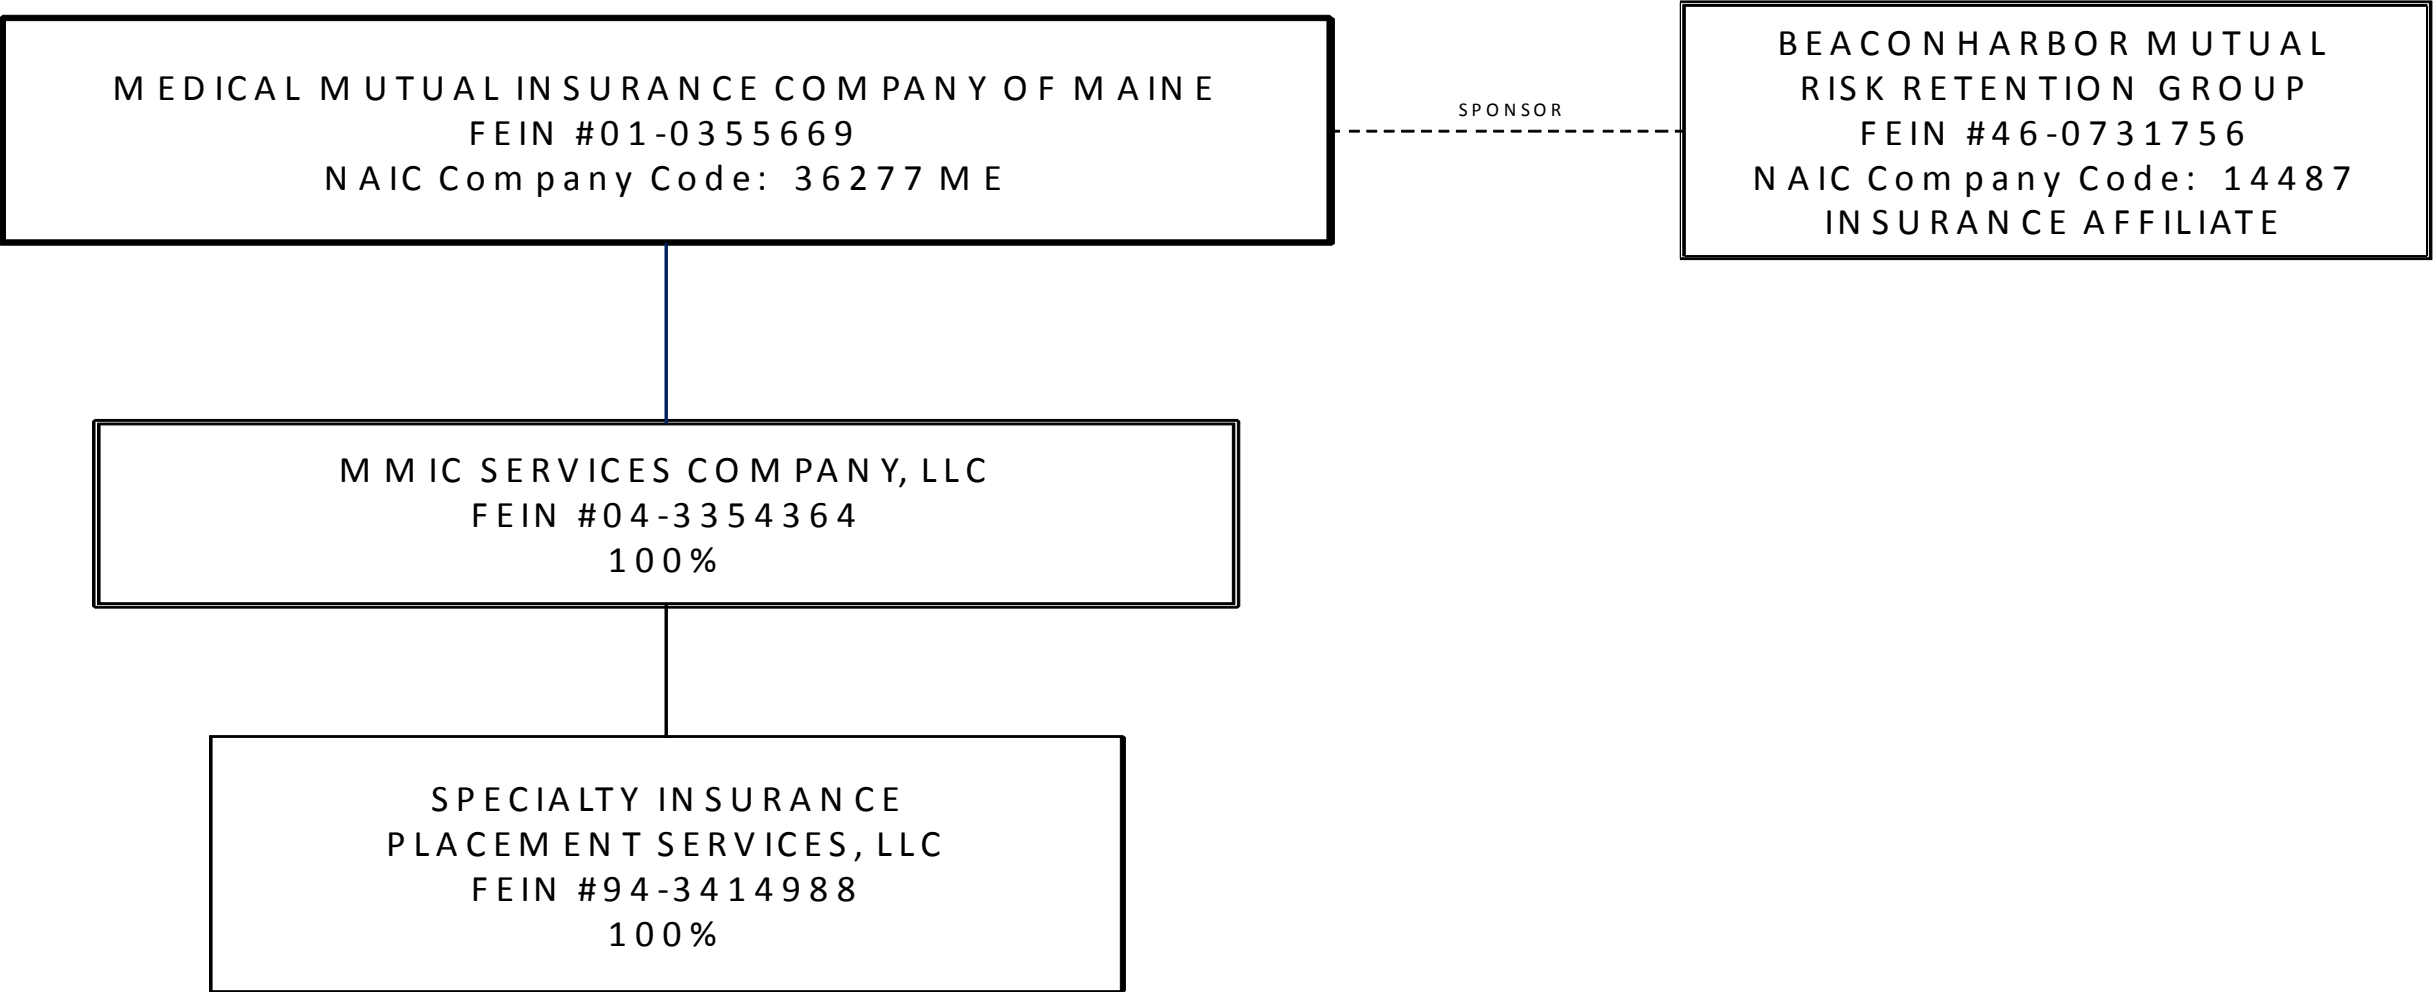 MEDICAL MUTUAL INSURANCE COMPANY OF MAINE
FEIN #01-0355669
NAIC Company Code: 36277 ME
SPONSOR
BEACONHARBOR MUTUAL
RISK RETENTION GROUP
FEIN #46-0731756
NAIC Company Code: 14487
INSURANCE AFFILIATE
MMIC SERVICES COMPANY, LLC
FEIN #04-3354364
100%
SPECIALTY INSURANCE
PLACEMENT SERVICES, LLC
FEIN #94-3414988
100%